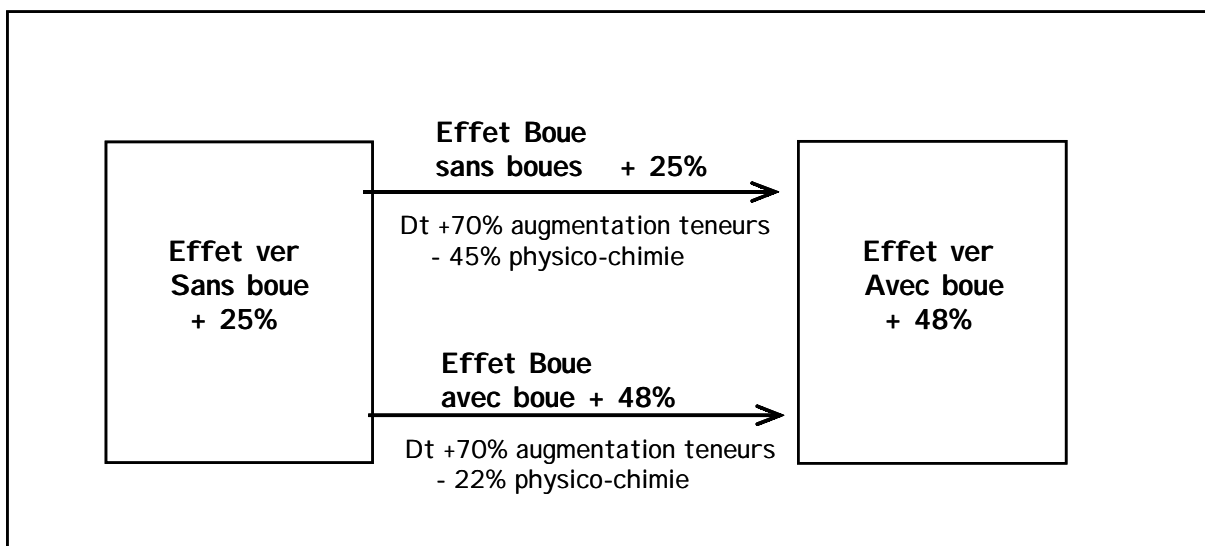 Effet Boue
sans boues + 25%
Dt +70% augmentation teneurs
- 45% physico-chimie
Effet ver
Sans boue
+ 25%
Effet ver
Avec boue
+ 48%
Effet Boue
avec boue + 48%
Dt +70% augmentation teneurs
- 22% physico-chimie